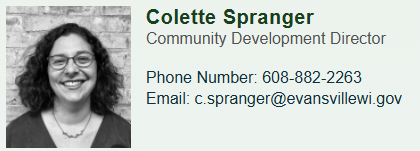 Colette Spranger
Community Development Director
Phone Number: 608-882-2263
Email: c.spranger@evansvillewi.gov